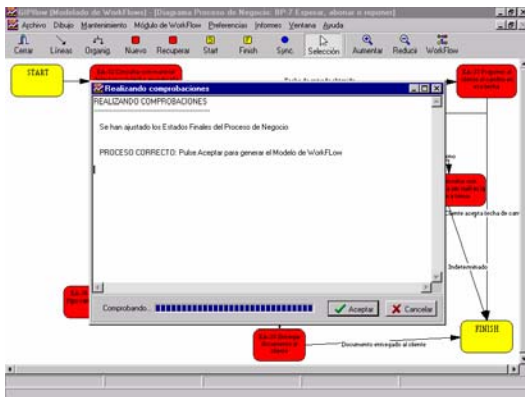 GIPflow (Modelado de WorkFlows) - [Diagrama Proceso de Negocio: BP.7 Esperar, abonar o reponer]
Archivo Dibujo Mantenimiento Módulo de WorkFlow Preferencias Informes Ventana Ayuda
Cerrar Líneas Organig. Nuevo Recuperar Start Finish Sync. Selección Aumentar Reducir WorkFlow
START
Realizando comprobaciones
REALIZANDO COMPROBACIONES
Se han ajustado los Estados Finales del Proceso de Negocio
PROCESO CORRECTO: Pulse Aceptar para generar el Modelo de WorkFLow
Cliente acepta fecha de
Indeterminado
Comprobando... Aceptar Cancelar
FINISH
Documento entregado al cliente